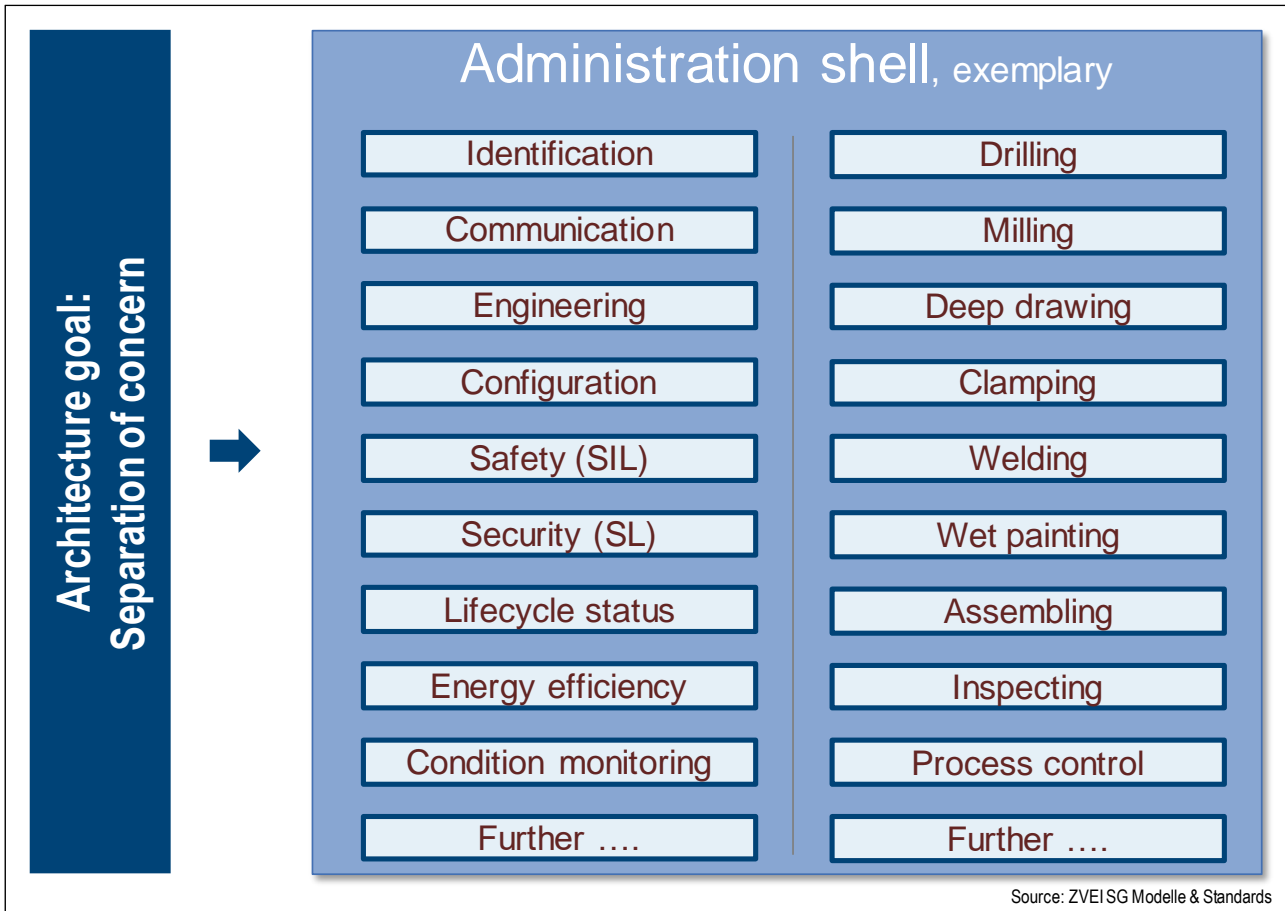 Architecture goal:
Separation of concern
Administration shell, exemplary
Identification
Communication
Engineering
Configuration
Safety (SIL)
Security (SL)
Lifecycle status
Energy efficiency
Condition monitoring
Further ….
Drilling
Milling
Deep drawing
Clamping
Welding
Wet painting
Assembling
Inspecting
Process control
Further ….
Source: ZVEI SG Modelle & Standards